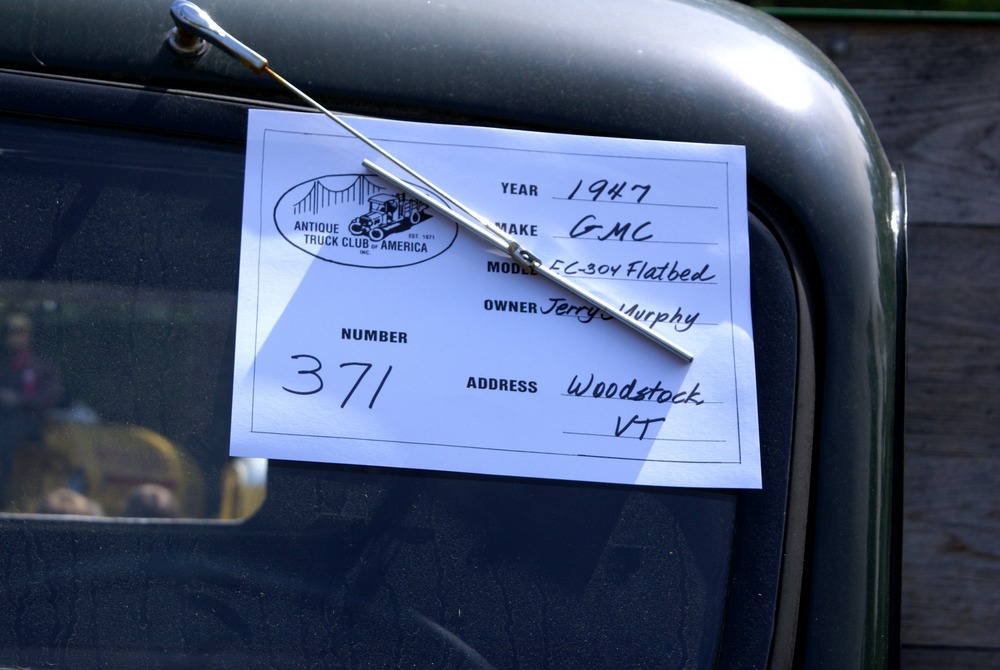 ANTIQUE
TRUCK CLUB OF AMERICA
INC.
EST. 1971
YEAR 1947
MAKE GMC
MODEL EC-304 Flatbed
OWNER Jerry Murphy
NUMBER
371
ADDRESS Woodstock,
VT